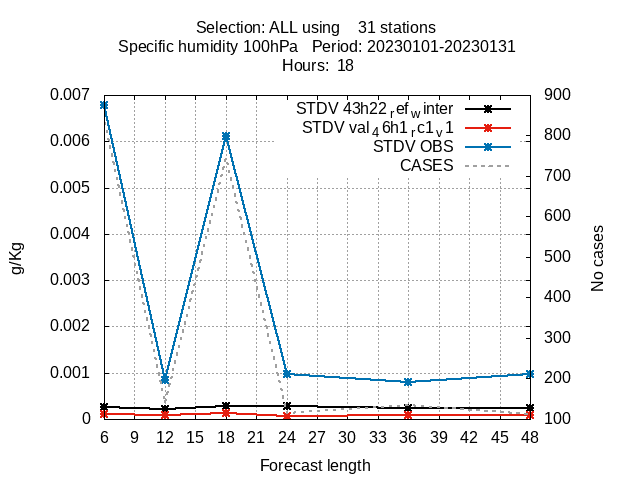 Selection: ALL using    31 stations
Specific humidity 100hPa   Period: 20230101-20230131
Hours:  18
STDV 43h22refwinter
STDV val46h1rc1v1
STDV OBS
CASES
0.007
0.006
0.005
0.004
0.003
0.002
0.001
0
g/Kg
900
800
700
600
500
400
300
200
100
No cases
6 9 12 15 18 21 24 27 30 33 36 39 42 45 48
Forecast length